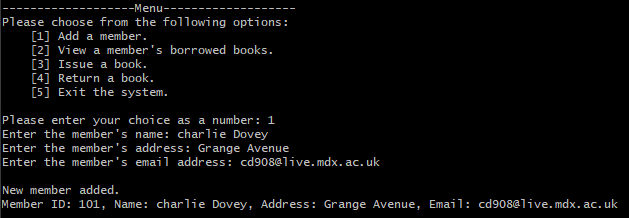 -------------------Menu-------------------
Please choose from the following options:
    [1] Add a member.
    [2] View a member's borrowed books.
    [3] Issue a book.
    [4] Return a book.
    [5] Exit the system.
Please enter your choice as a number: 1
Enter the member's name: charlie Dovey
Enter the member's address: Grange Avenue
Enter the member's email address: cd908@live.mdx.ac.uk
New member added.
Member ID: 101, Name: charlie Dovey, Address: Grange Avenue, Email: cd908@live.mdx.ac.uk